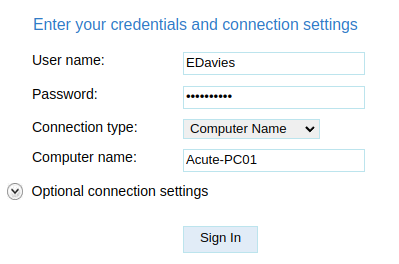 Enter your credentials and connection settings
User name: EDavies
Password: ••••••••••
Connection type: Computer Name
Computer name: Acute-PC01
Optional connection settings
Sign In